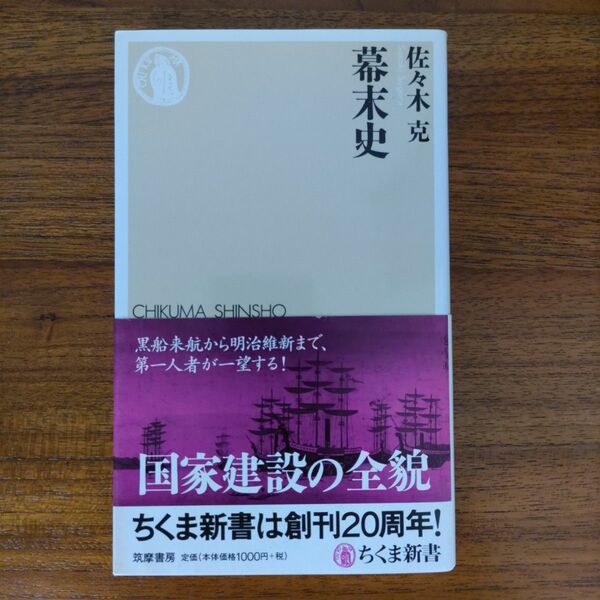 佐々木 克
幕末史
CHIKUMA SHINSHO
黒船来航から明治維新まで、
第一人者が一望する!
国家建設の全貌
ちくま新書は創刊20周年!
筑摩書房 定価(本体価格1000円+税)
ちくま新書